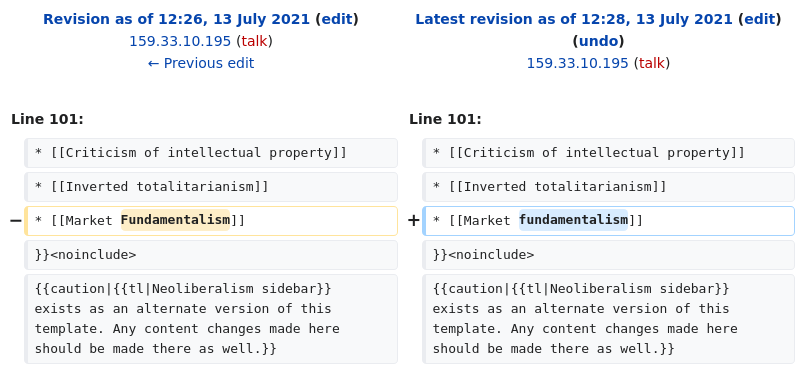 Revision as of 12:26, 13 July 2021 (edit)
159.33.10.195 (talk)
← Previous edit
Latest revision as of 12:28, 13 July 2021 (edit)
(undo)
159.33.10.195 (talk)
Line 101:
* [[Criticism of intellectual property]]
* [[Inverted totalitarianism]]
− * [[Market Fundamentalism]]
}}<noinclude>
{{caution|{{tl|Neoliberalism sidebar}}
exists as an alternate version of this
template. Any content changes made here
should be made there as well.}}
Line 101:
* [[Criticism of intellectual property]]
* [[Inverted totalitarianism]]
+ * [[Market fundamentalism]]
}}<noinclude>
{{caution|{{tl|Neoliberalism sidebar}}
exists as an alternate version of this
template. Any content changes made here
should be made there as well.}}